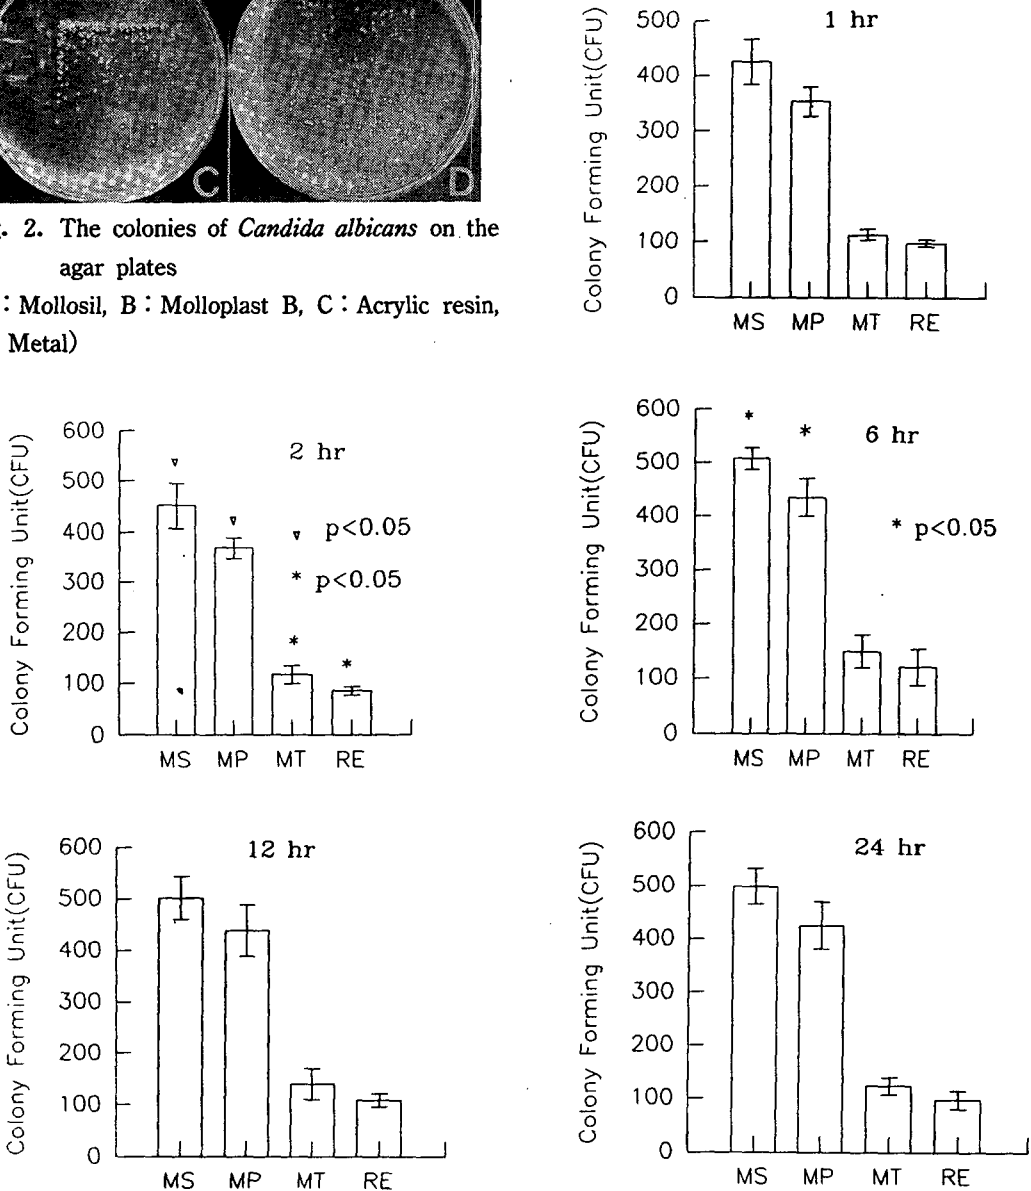 C
D
. 2. The colonies of Candida albicans on the
agar plates
: Mollosil, B : Molloplast B, C : Acrylic resin,
Metal)
Colony Forming Unit(CFU)
1 hr
500
400
300
200
100
0
MS MP MT RE
Colony Forming Unit(CFU)
2 hr
600
500
400
300
200
100
0
▿ ▿
▿ p<0.05
* p<0.05
* *
MS MP MT RE
Colony Forming Unit(CFU)
6 hr
600
500
400
300
200
100
0
* *
* p<0.05
MS MP MT RE
Colony Forming Unit(CFU)
12 hr
600
500
400
300
200
100
0
MS MP MT RE
Colony Forming Unit(CFU)
24 hr
600
500
400
300
200
100
0
MS MP MT RE